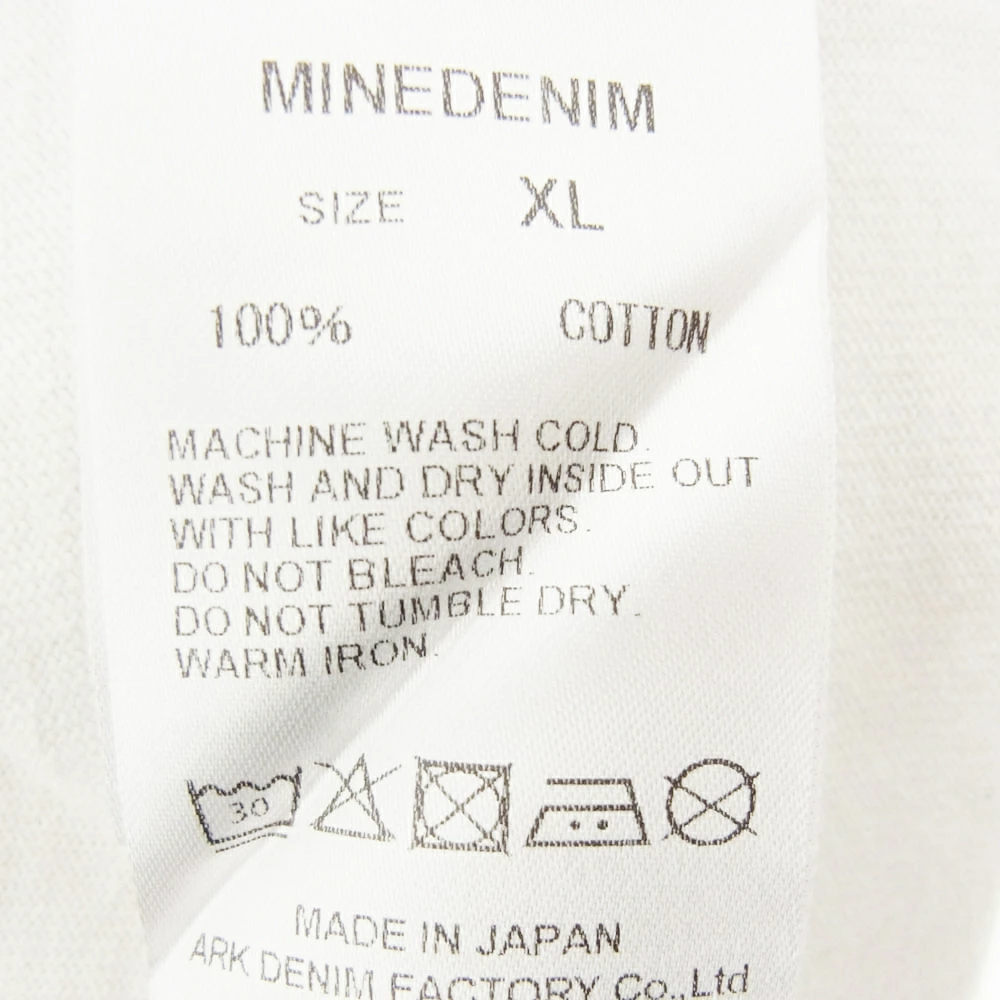 MINEDENIM
SIZE XL
100% COTTON
MACHINE WASH COLD.
WASH AND DRY INSIDE OUT
WITH LIKE COLORS.
DO NOT BLEACH.
DO NOT TUMBLE DRY.
WARM IRON.
30
MADE IN JAPAN
ARK DENIM FACTORY Co.,Ltd